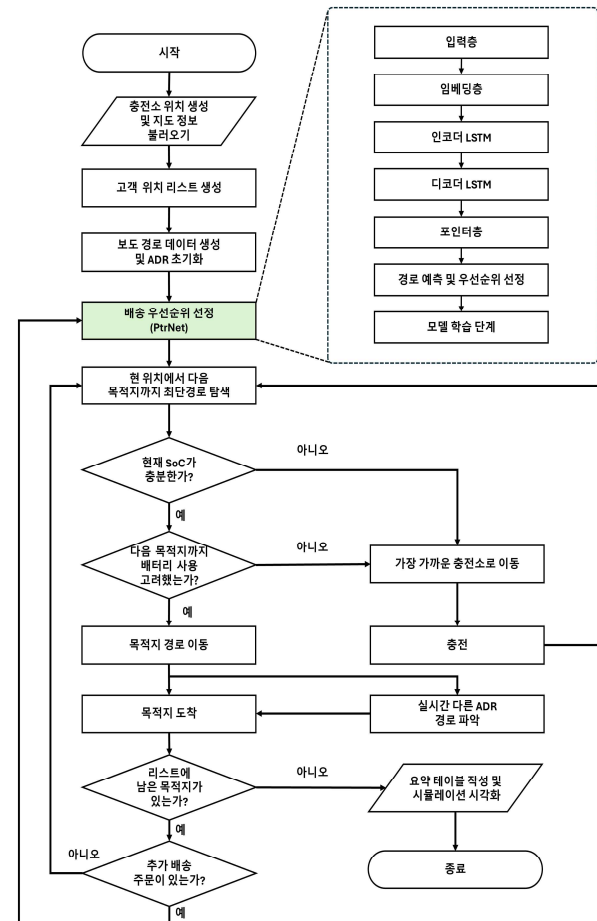 시작
충전소 위치 생성
및 지도 정보
불러오기
고객 위치 리스트 생성
보도 경로 데이터 생성
및 ADR 초기화
배송 우선순위 선정
(PtrNet)
현 위치에서 다음
목적지까지 최단경로 탐색
현재 SoC가
충분한가?
아니오
예
다음 목적지까지
배터리 사용
고려했는가?
아니오
예
가장 가까운 충전소로 이동
목적지 경로 이동
충전
목적지 도착
실시간 다른 ADR
경로 파악
리스트에
남은 목적지가
있는가?
아니오
예
요약 테이블 작성 및
시뮬레이션 시각화
추가 배송
주문이 있는가?
아니오
예
종료
입력층
임베딩층
인코더 LSTM
디코더 LSTM
포인터층
경로 예측 및 우선순위 선정
모델 학습 단계